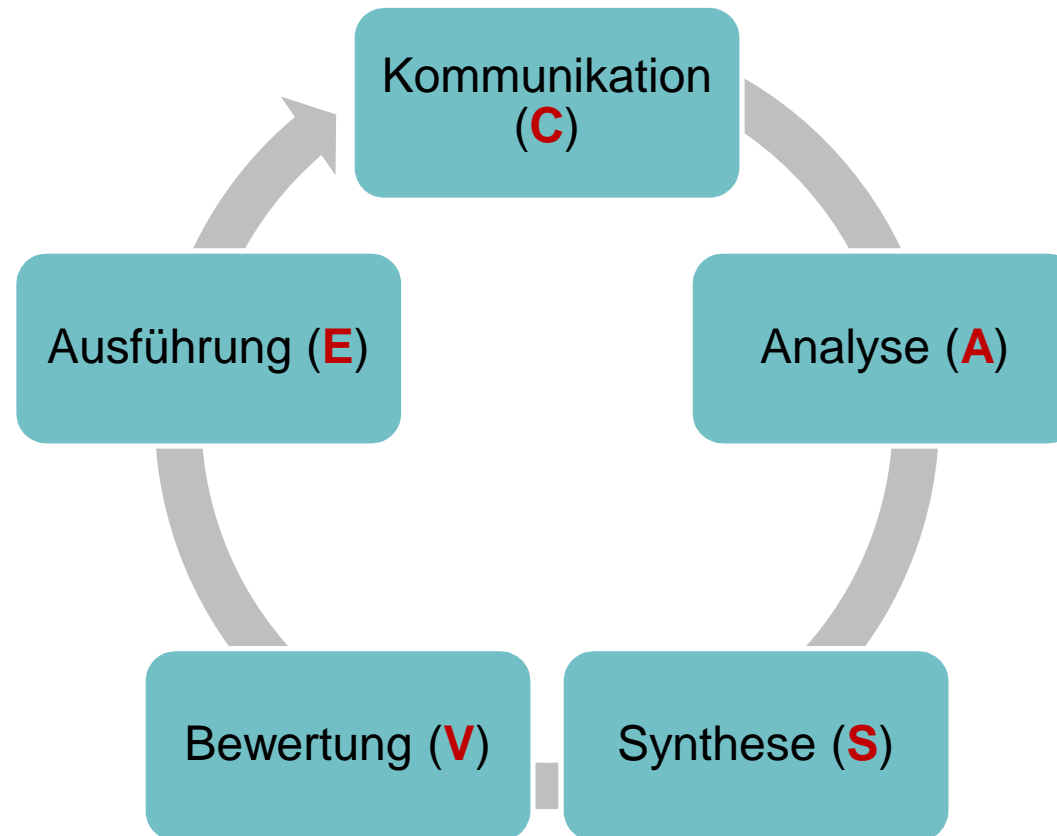 Kommunikation
(C)
Analyse (A)
Synthese (S)
Bewertung (V)
Ausführung (E)